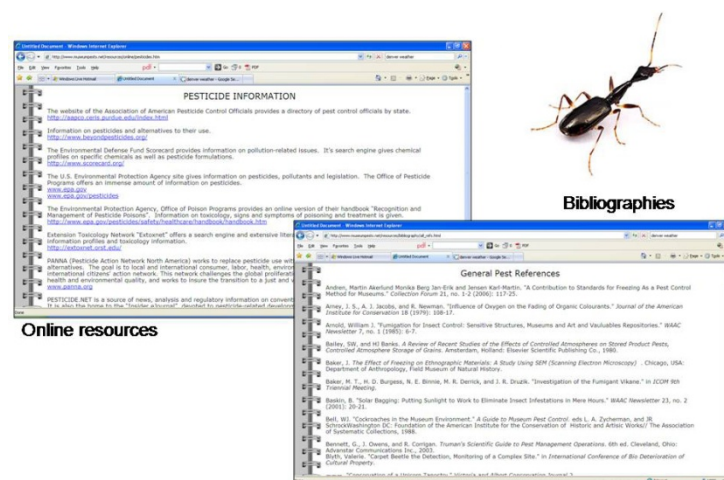 Untitled Document - Windows Internet Explorer
PESTICIDE INFORMATION
The website of the Association of American Pesticide Control Officials provides a directory of pest control officials by state.
http://aapco.ceris.purdue.edu/index.html
Information on pesticides and alternatives to their use.
http://www.beyondpesticides.org/
The Environmental Defense Fund Scorecard provides information on pollution-related issues. It's search engine gives chemical
profiles on specific chemicals as well as pesticide formulations.
http://www.scorecard.org/
The U.S. Environmental Protection Agency site gives information on pesticides, pollutants and legislation. The Office of Pesticide
Programs offers an immense amount of information on pesticides.
www.epa.gov
www.epa.gov/pesticides
The Environmental Protection Agency, Office of Poison Programs provides an online version of their handbook "Recognition and
Management of Pesticide Poisons". Information on toxicology, signs and symptoms of poisoning and treatment is given.
http://www.epa.gov/pesticides/safety/healthcare/handbook/handbook.htm
Extension Toxicology Network "Extoxnet" offers a search engine and extensive
information profiles and toxicology information.
http://extoxnet.orst.edu/
PANNA (Pesticide Action Network North America) works to replace pesticide use
alternatives. The goal is to local and international consumer, labor, health,
international citizens' action network. This network challenges the global
health and environmental quality, and works to insure the transition to a just and
www.panna.org
PESTICIDE.NET is a source of news, analysis and regulatory information on
Online resources
Bibliographies
Untitled Document - Windows Internet Explorer
General Pest References
Andren, Martin Akerlund Monika Berg Jan-Erik and Jensen Karl-Martin. "A Contribution to Standards for Freezing As a Pest Control
Method for Museums." Collection Forum 21, no. 1-2 (2006): 117-25.
Arney, J. S., A. J. Jacobs, and R. Newman. "Influence of Oxygen on the Fading of Organic Colourants." Journal of the American
Institute for Conservation 18 (1979): 108-17.
Arnold, William J. "Fumigation for Insect Control: Sensitive Structures, Museums and Art and Vauluables Repositories." WAAC
Newsletter 7, no. 1 (1985): 6-7.
Bailey, SW, and HJ Banks. A Review of Recent Studies of the Effects of Controlled Atmospheres on Stored Product Pests,
Controlled Atmosphere Storage of Grains. Amsterdam, Holland: Elsevier Scientific Publishing Co., 1980.
Baker, J. The Effect of Freezing on Ethnographic Materials: A Study Using SEM (Scanning Electron Microscopy) . Chicago, USA:
Department of Anthropology, Field Museum of Natural History.
Baker, M. T., H. D. Burgess, N. E. Binnie, M. R. Derrick, and J. R. Druzik. "Investigation of the Fumigant Vikane." in ICOM 9th
Triennial Meeting.
Baskin, B. "Solar Bagging: Putting Sunlight to Work to Eliminate Insect Infestations in Mere Hours." WAAC Newsletter 23, no. 2
(2001): 20-21.
Bell, WJ. "Cockroaches in the Museum Environment." A Guide to Museum Pest Control. eds L. A. Zycherman, and JR
SchrockWashington DC: Foundation of the American Institute for the Conservation of Historic and Artisic Works// The Association
of Systematic Collections, 1988.
Bennett, G., J. Owens, and R. Corrigan. Truman's Scientific Guide to Pest Management Operations. 6th ed. Cleveland, Ohio:
Advanster Communications Inc., 2003.
Blyth, Valerie. "Carpet Beetle the Detection, Monitoring of a Complex Site." in International Conference of Bio Deterioration of
Cultural Property.